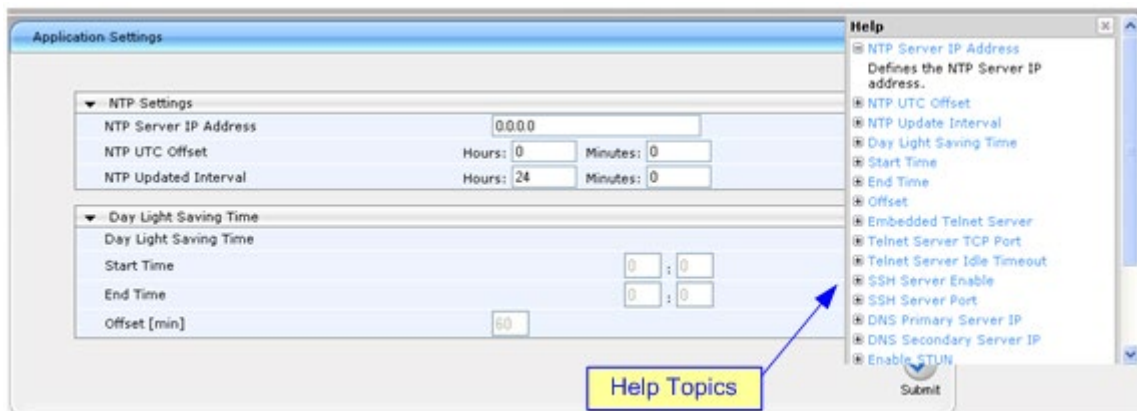 Application Settings
NTP Settings
NTP Server IP Address 0.0.0.0
NTP UTC Offset Hours: 0 Minutes: 0
NTP Updated Interval Hours: 24 Minutes: 0
Day Light Saving Time
Day Light Saving Time
Start Time 0 : 0
End Time 0 : 0
Offset [min] 60
Submit
Help
NTP Server IP Address
Defines the NTP Server IP
address.
NTP UTC Offset
NTP Update Interval
Day Light Saving Time
Start Time
End Time
Offset
Embedded Telnet Server
Telnet Server TCP Port
Telnet Server Idle Timeout
SSH Server Enable
SSH Server Port
DNS Primary Server IP
DNS Secondary Server IP
Enable STUN
Help Topics